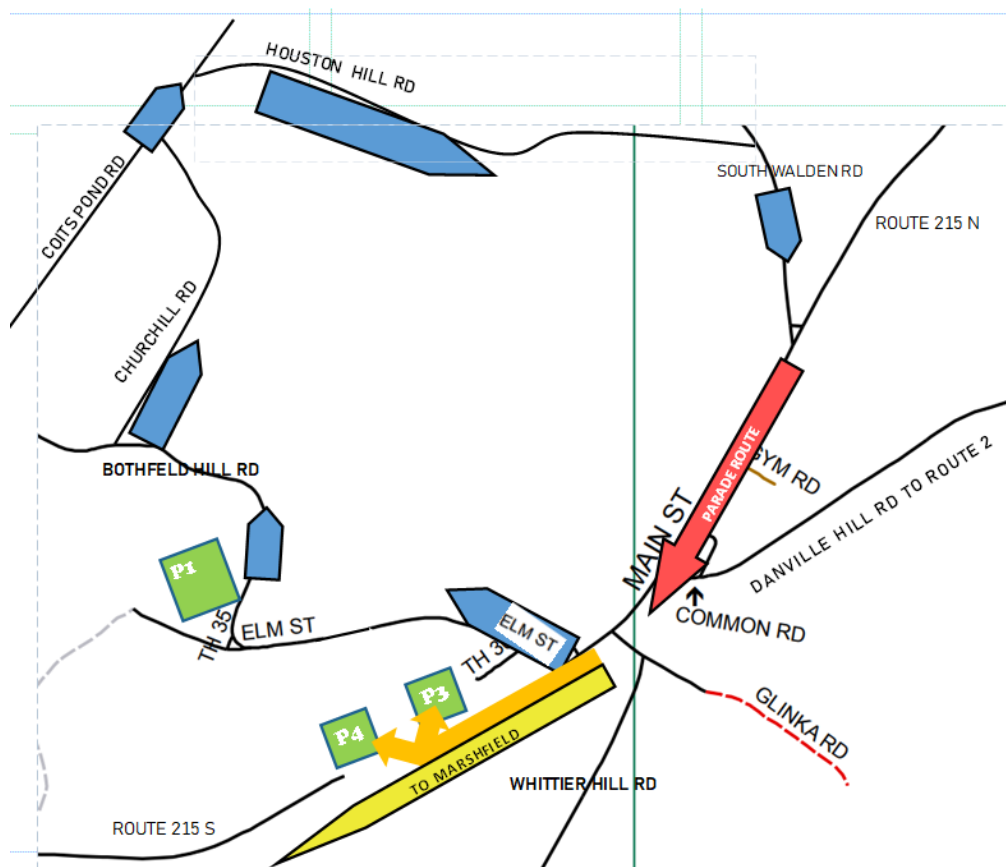 HOUSTON HILL RD
COITS POND RD
SOUTH WALDEN RD
ROUTE 215 N
CHURCHILL RD
BOTHFELD HILL RD
PARADE ROUTE
GYM RD
MAIN ST
DANVILLE HILL RD TO ROUTE 2
P1
TH 35
ELM ST
ELM ST
COMMON RD
TH
P3
P4
GLINKA RD
TO MARSHFIELD
WHITTIER HILL RD
ROUTE 215 S